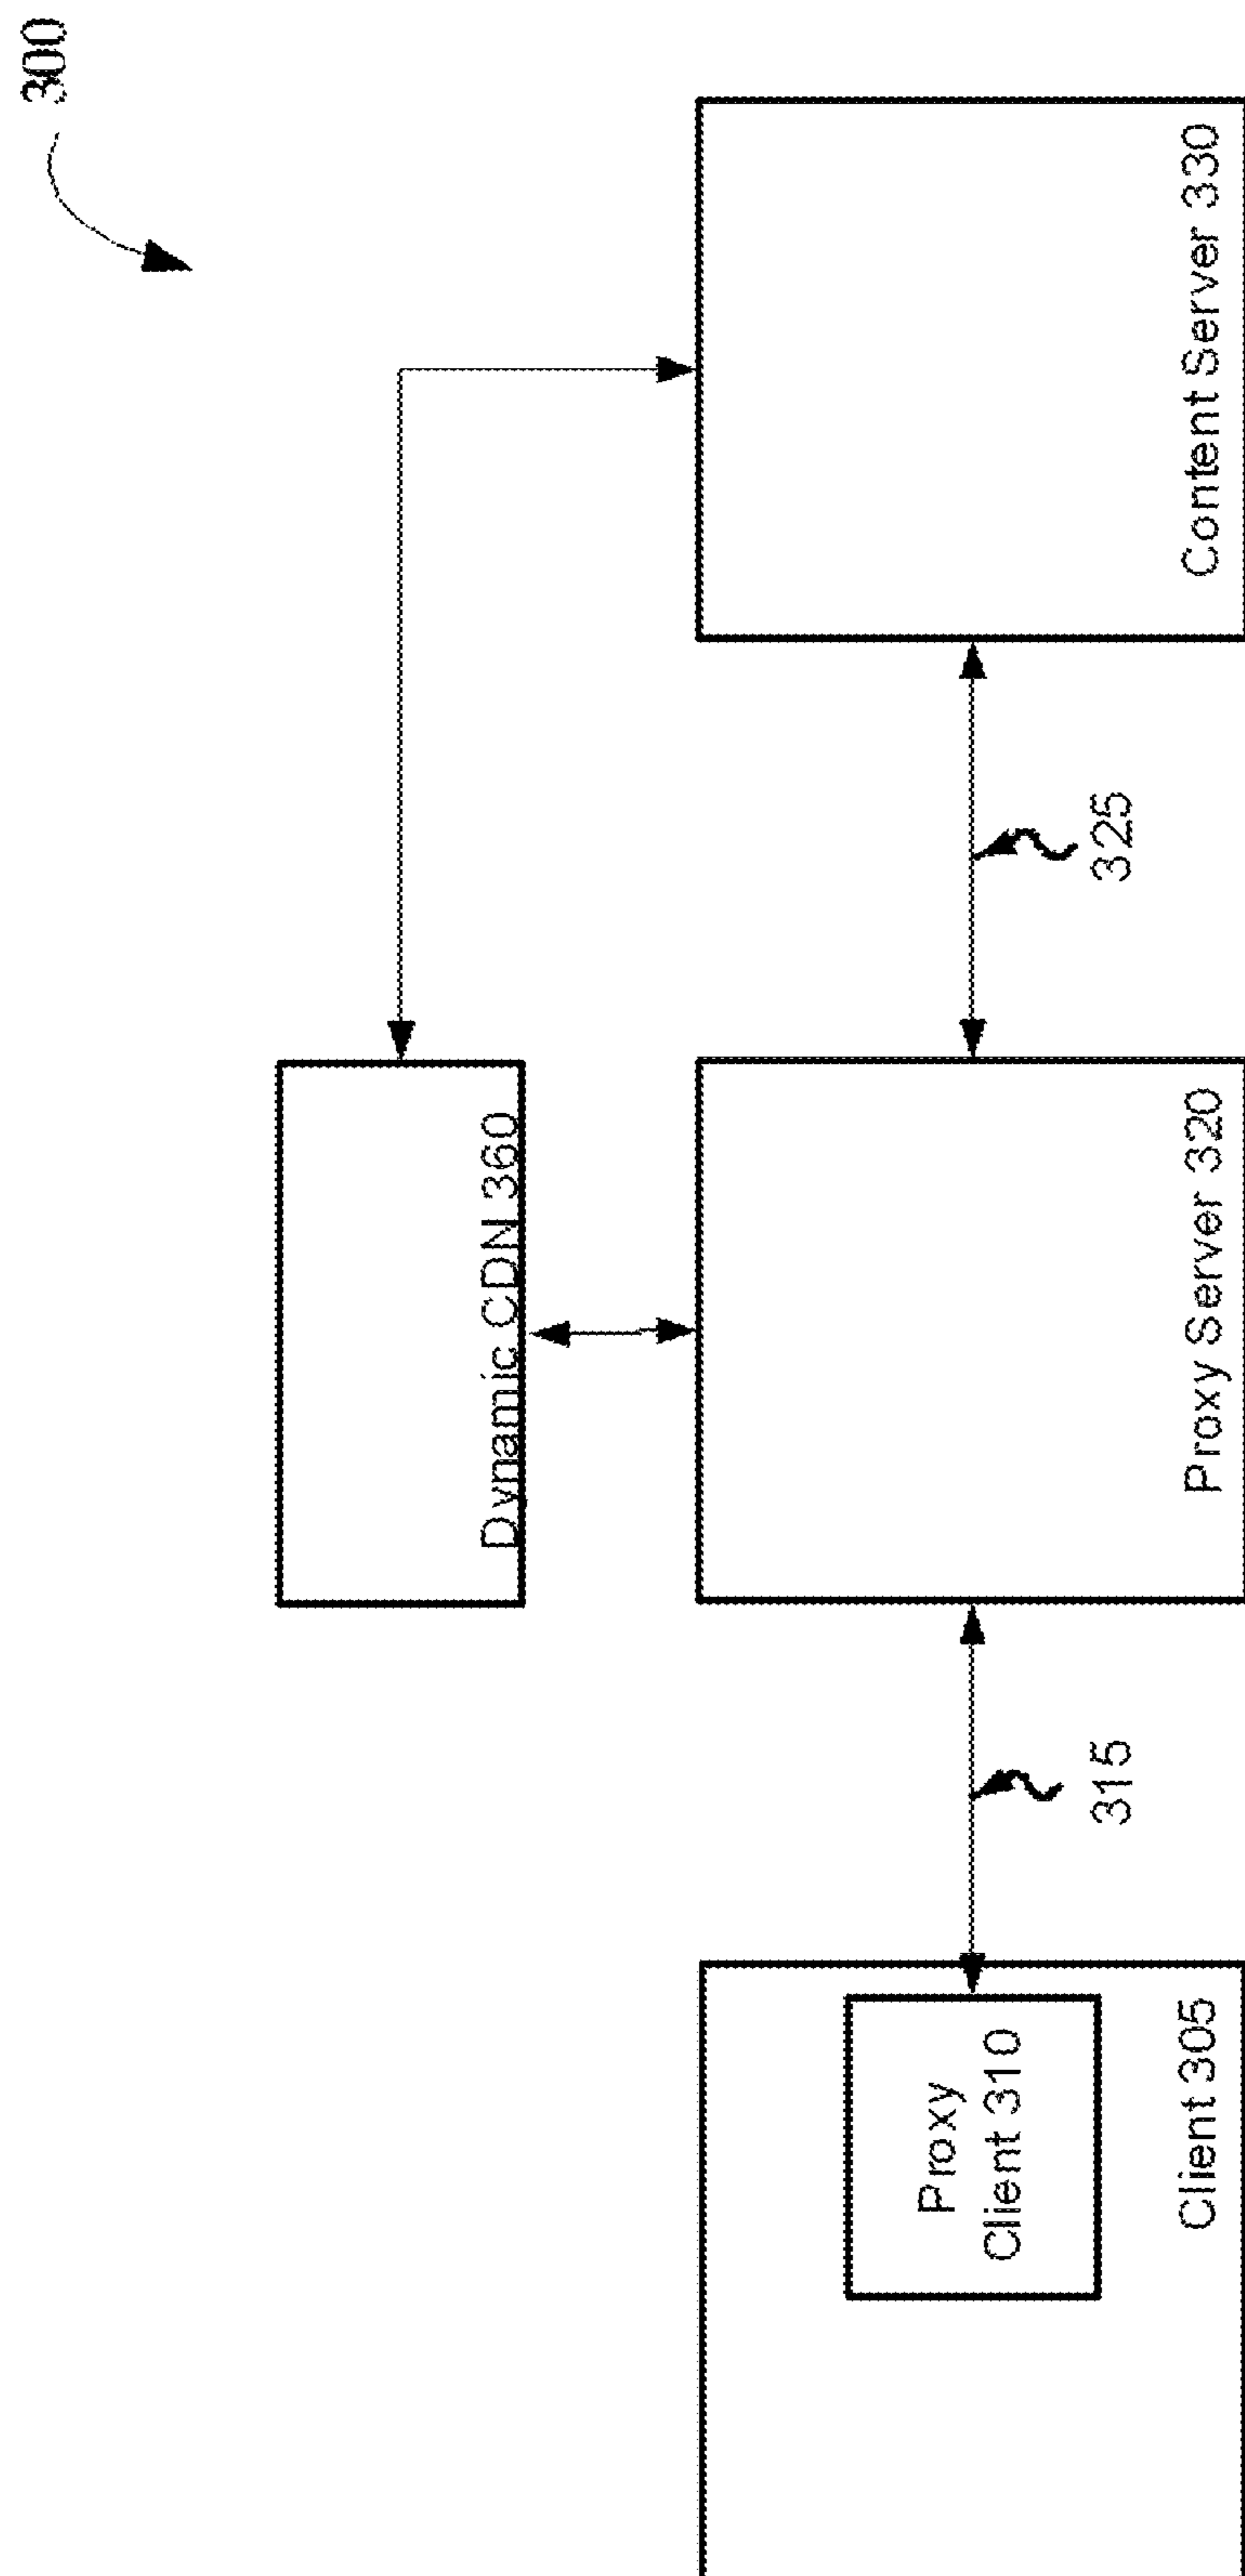 300
Dynamic CDN 360
Proxy
Client 310
Client 305
315
Proxy Server 320
325
Content Server 330